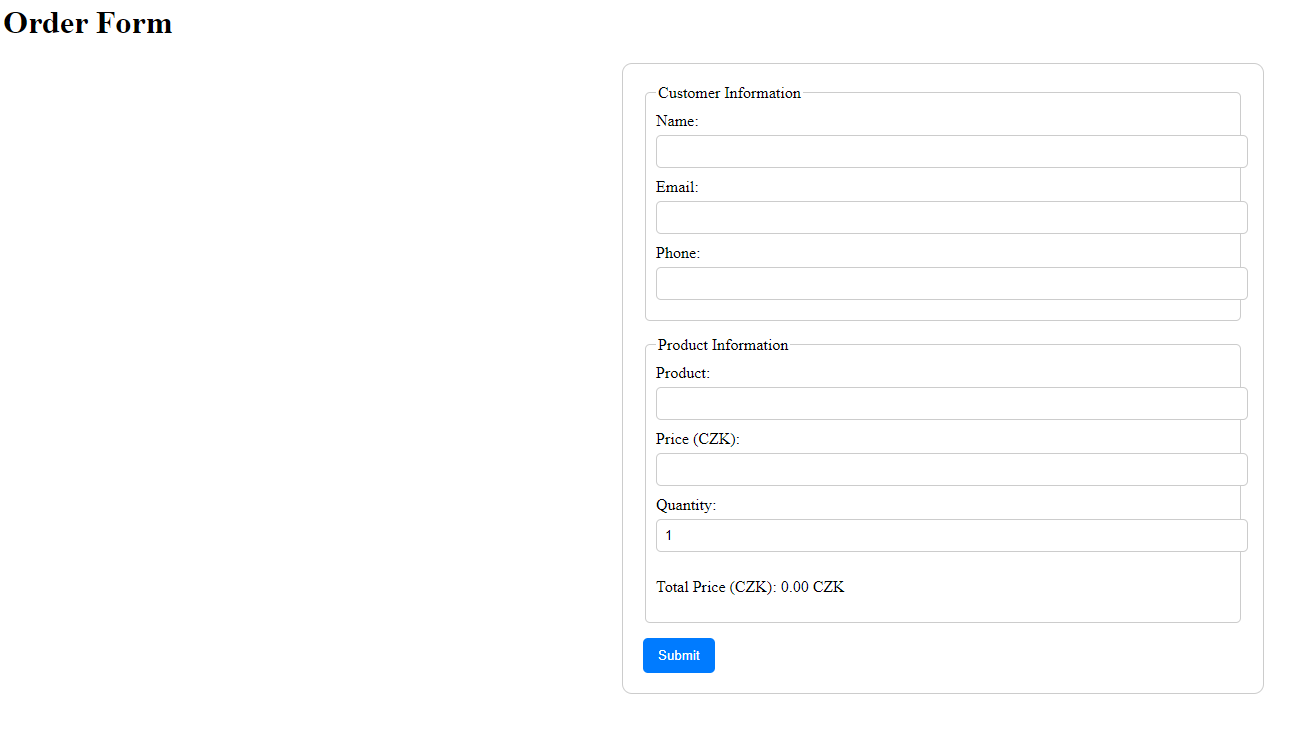 Order Form
Customer Information
Name:
Email:
Phone:
Product Information
Product:
Price (CZK):
Quantity:
1
Total Price (CZK): 0.00 CZK
Submit